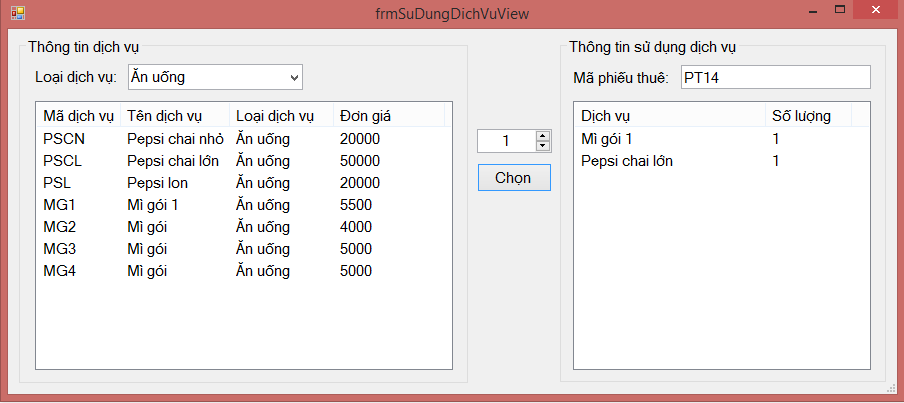 frmSuDungDichVuView
Thông tin dịch vụ
Loại dịch vụ: Ăn uống
Mã dịch vụ Tên dịch vụ Loại dịch vụ Đơn giá
PSCN Pepsi chai nhỏ Ăn uống 20000
PSCL Pepsi chai lớn Ăn uống 50000
PSL Pepsi lon Ăn uống 20000
MG1 Mì gói 1 Ăn uống 5500
MG2 Mì gói Ăn uống 4000
MG3 Mì gói Ăn uống 5000
MG4 Mì gói Ăn uống 5000
1
Chọn
Thông tin sử dụng dịch vụ
Mã phiếu thuê: PT14
Dịch vụ Số lượng
Mì gói 1 1
Pepsi chai lớn 1